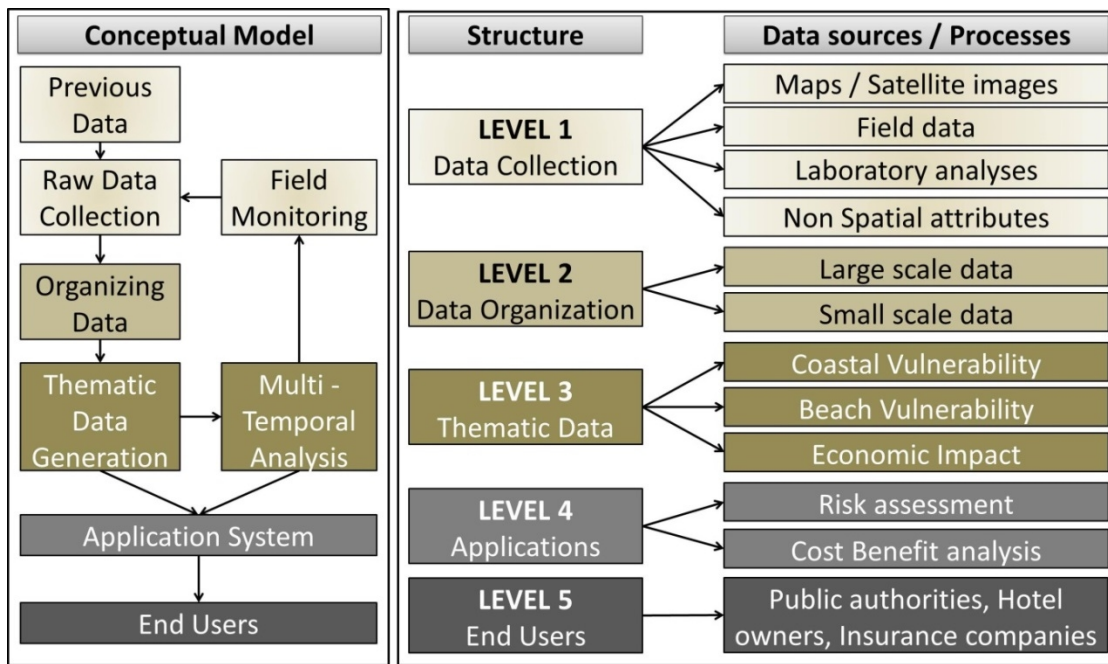 Conceptual Model
Previous
Data
Raw Data
Collection
Field
Monitoring
Organizing
Data
Thematic
Data
Generation
Multi -
Temporal
Analysis
Application System
End Users
Structure
Data sources / Processes
LEVEL 1
Data Collection
Maps / Satellite images
Field data
Laboratory analyses
Non Spatial attributes
LEVEL 2
Data Organization
Large scale data
Small scale data
LEVEL 3
Thematic Data
Coastal Vulnerability
Beach Vulnerability
Economic Impact
LEVEL 4
Applications
Risk assessment
Cost Benefit analysis
LEVEL 5
End Users
Public authorities, Hotel
owners, Insurance companies